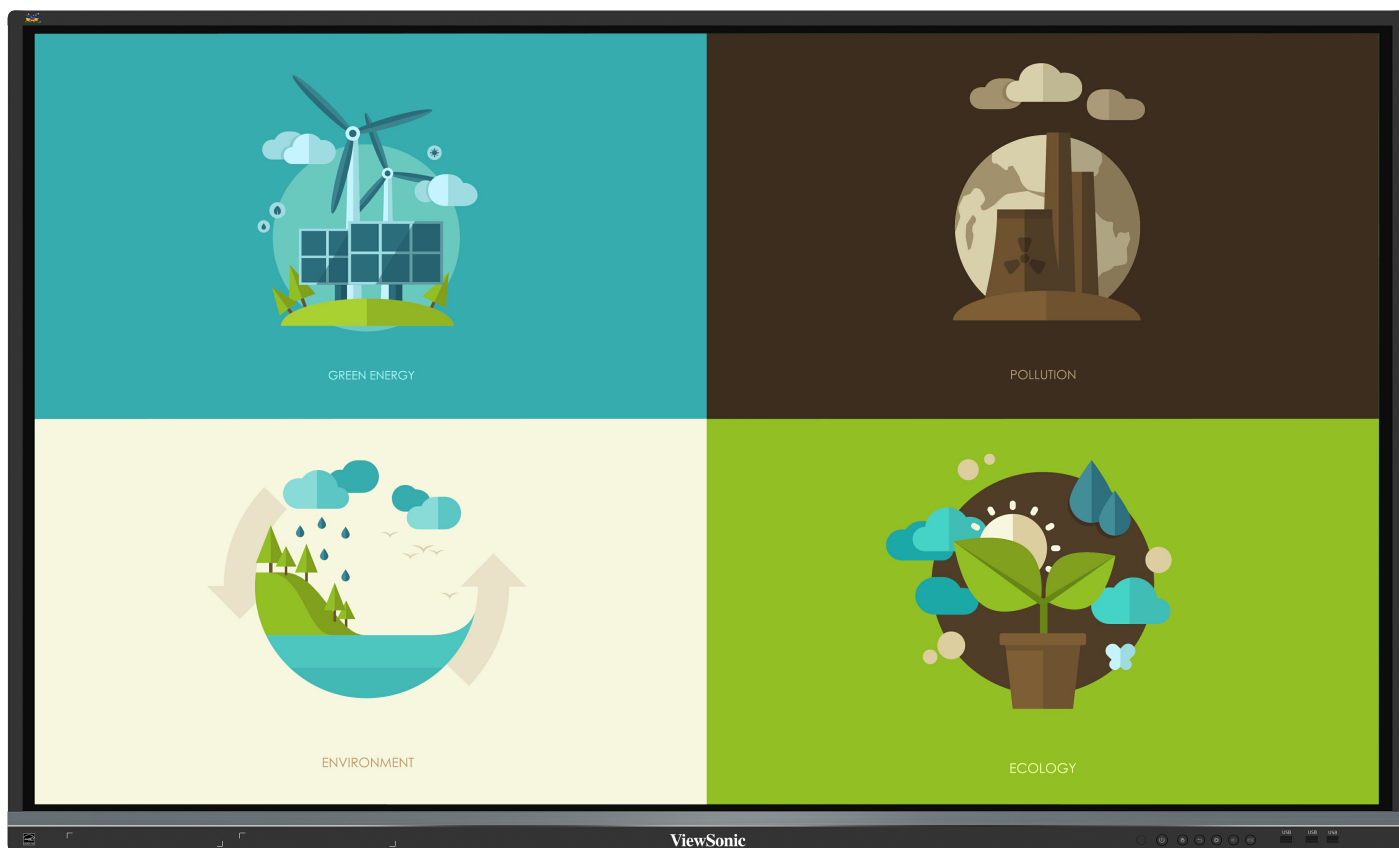 GREEN ENERGY
POLLUTION
ENVIRONMENT
ECOLOGY
ViewSonic
USB
USB
USB